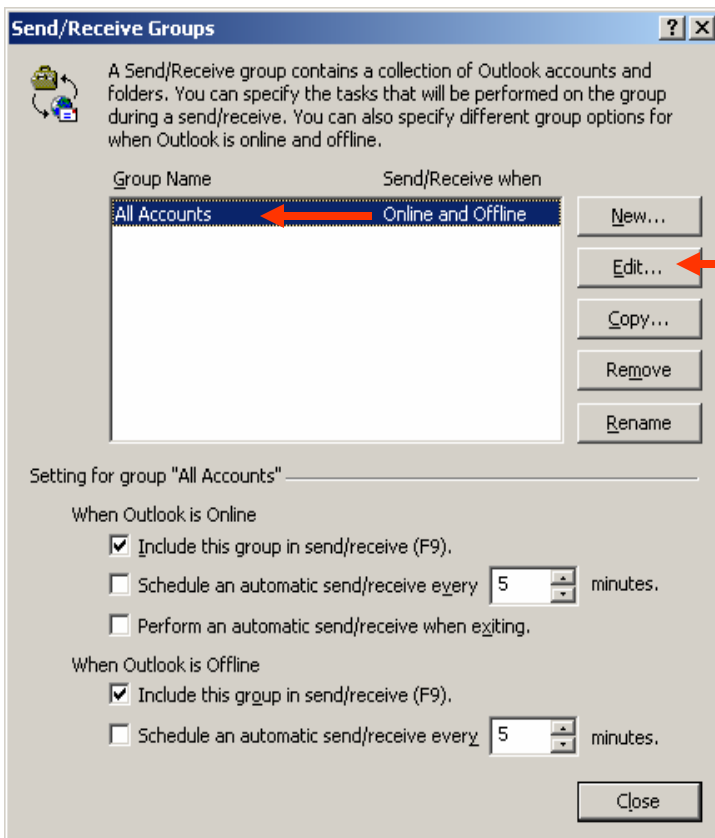 Send/Receive Groups
A Send/Receive group contains a collection of Outlook accounts and
folders. You can specify the tasks that will be performed on the group
during a send/receive. You can also specify different group options for
when Outlook is online and offline.
Group Name Send/Receive when
All Accounts Online and Offline
New...
Edit...
Copy...
Remove
Rename
Setting for group "All Accounts"
When Outlook is Online
Include this group in send/receive (F9).
Schedule an automatic send/receive every 5 minutes.
Perform an automatic send/receive when exiting.
When Outlook is Offline
Include this group in send/receive (F9).
Schedule an automatic send/receive every 5 minutes.
Close